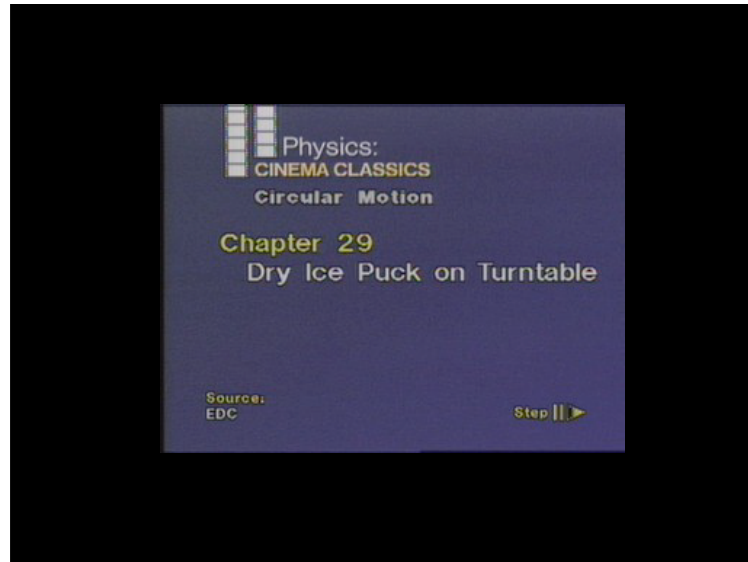 Physics:
CINEMA CLASSICS
Circular Motion
Chapter 29
Dry Ice Puck on Turntable
Source:
EDC
Step